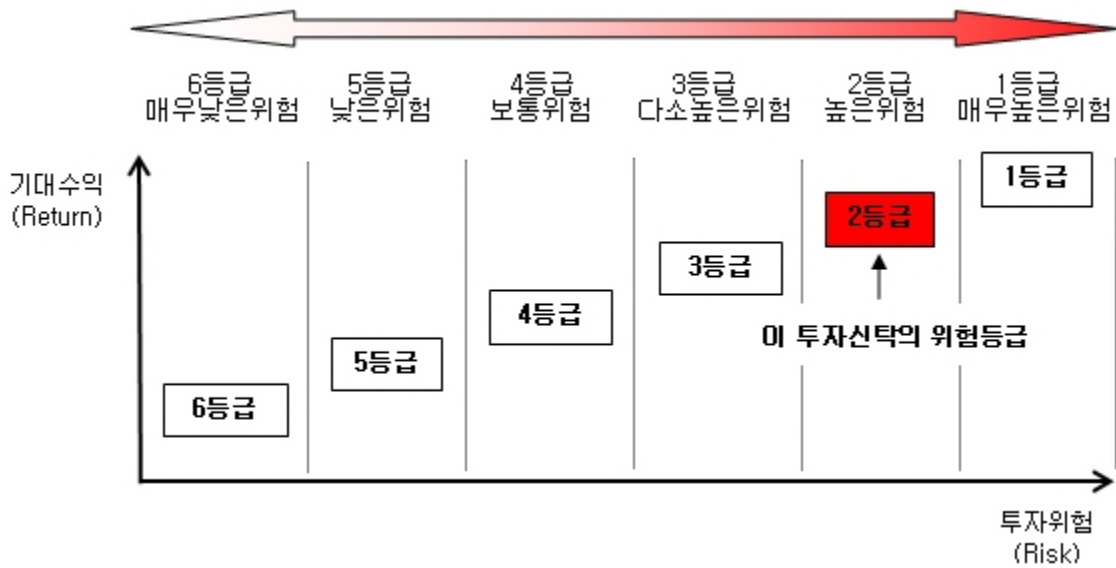 6등급 5등급 4등급 3등급 2등급 1등급
매우낮은위험 낮은위험 보통위험 다소높은위험 높은위험 매우높은위험
기대수익
(Return)
1등급
2등급
3등급
4등급
이 투자신탁의 위험등급
5등급
6등급
투자위험
(Risk)